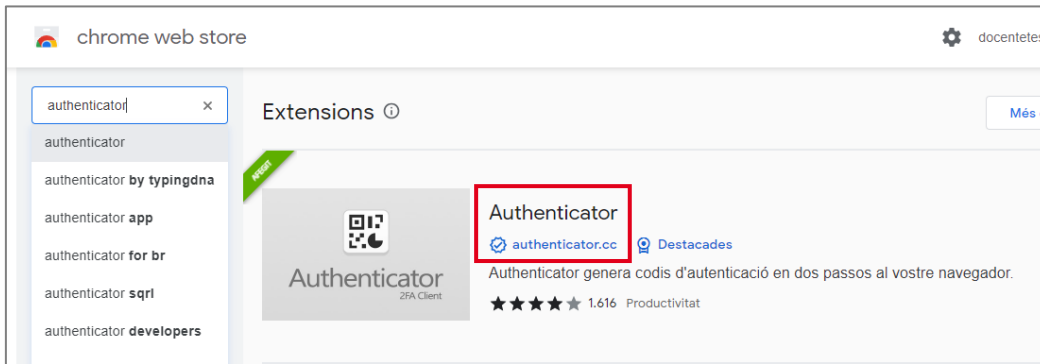 chrome web store
docentetes
authenticator
authenticator
authenticator by typingdna
authenticator app
authenticator for br
authenticator sqrl
authenticator developers
Extensions
Més
AFEGIT
Authenticator
2FA Client
Authenticator
authenticator.cc Destacades
Authenticator genera codis d'autenticació en dos passos al vostre navegador.
1.616 Productivitat